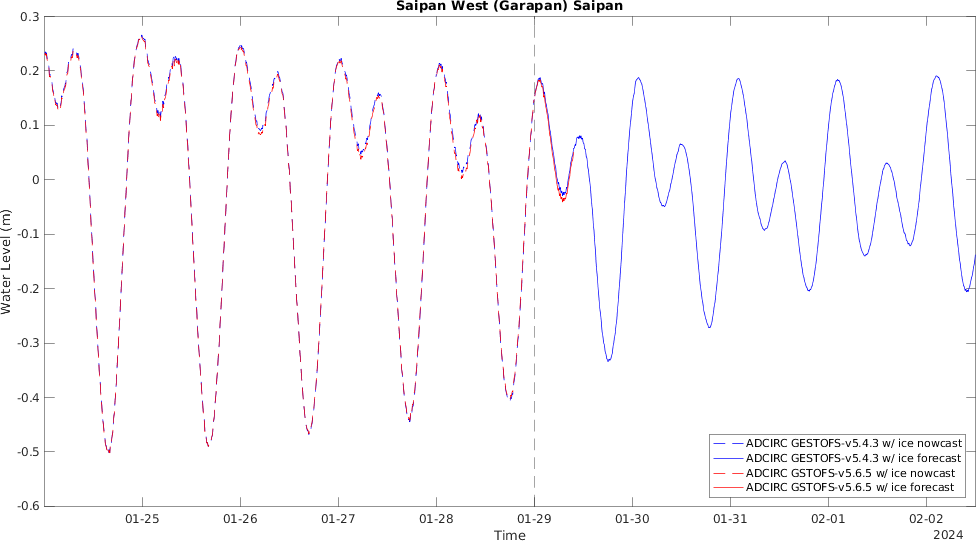 Saipan West (Garapan) Saipan
0.3
0.2
0.1
0
-0.1
-0.2
-0.3
-0.4
-0.5
-0.6
Water Level (m)
01-25 01-26 01-27 01-28 01-29 01-30 01-31 02-01 02-02
Time
2024
ADCIRC GESTOFS-v5.4.3 w/ ice nowcast
ADCIRC GESTOFS-v5.4.3 w/ ice forecast
ADCIRC GSTOFS-v5.6.5 w/ ice nowcast
ADCIRC GSTOFS-v5.6.5 w/ ice forecast